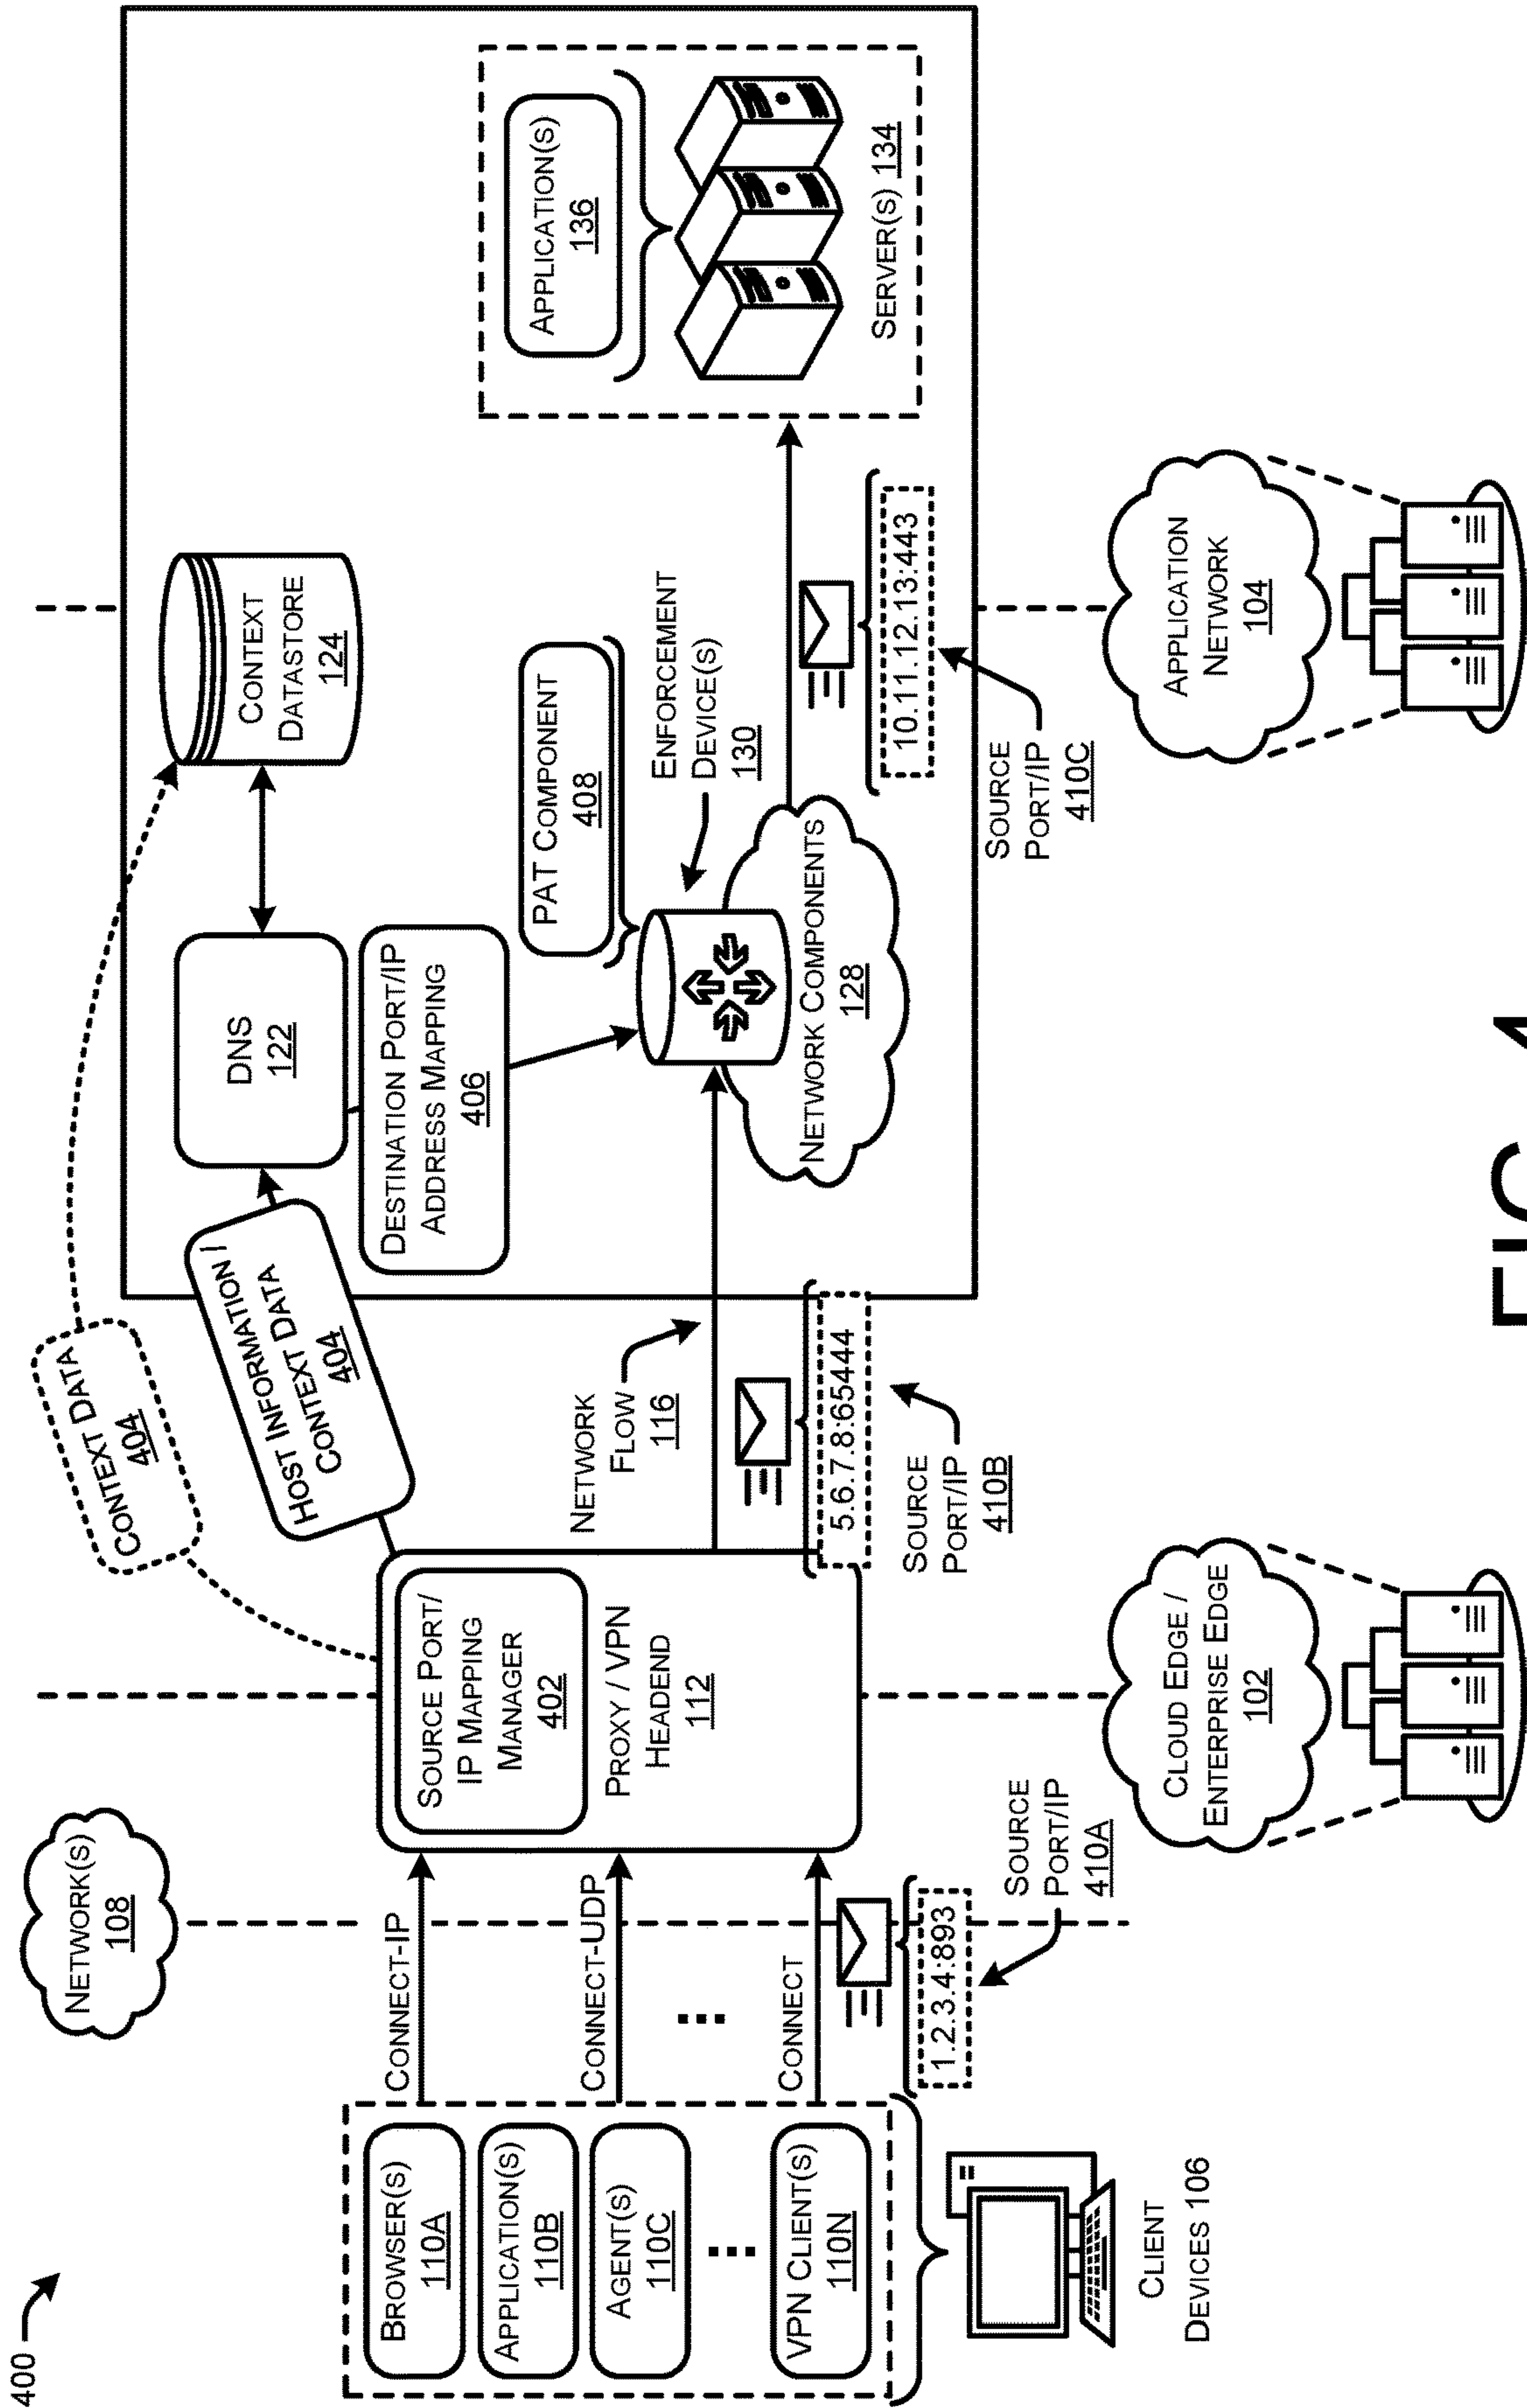 400
NETWORK(S)
108
CONTEXT DATA
404
HOST INFORMATION /
CONTEXT DATA
404
DNS
122
CONTEXT
DATASTORE
124
DESTINATION PORT/IP
ADDRESS MAPPING
406
PAT COMPONENT
408
ENFORCEMENT
DEVICE(S)
130
NETWORK COMPONENTS
128
APPLICATION(S)
136
SERVER(S) 134
BROWSER(S)
110A
APPLICATION(S)
110B
AGENT(S)
110C
VPN CLIENT(S)
110N
CLIENT
DEVICES 106
CONNECT-IP
CONNECT-UDP
CONNECT
1.2.3.4:893
SOURCE
PORT/IP
410A
SOURCE PORT/
IP MAPPING
MANAGER
402
PROXY / VPN
HEADEND
112
NETWORK
FLOW
116
5.6.7.8:65444
SOURCE
PORT/IP
410B
10.11.12.13:443
SOURCE
PORT/IP
410C
CLOUD EDGE /
ENTERPRISE EDGE
102
APPLICATION
NETWORK
104